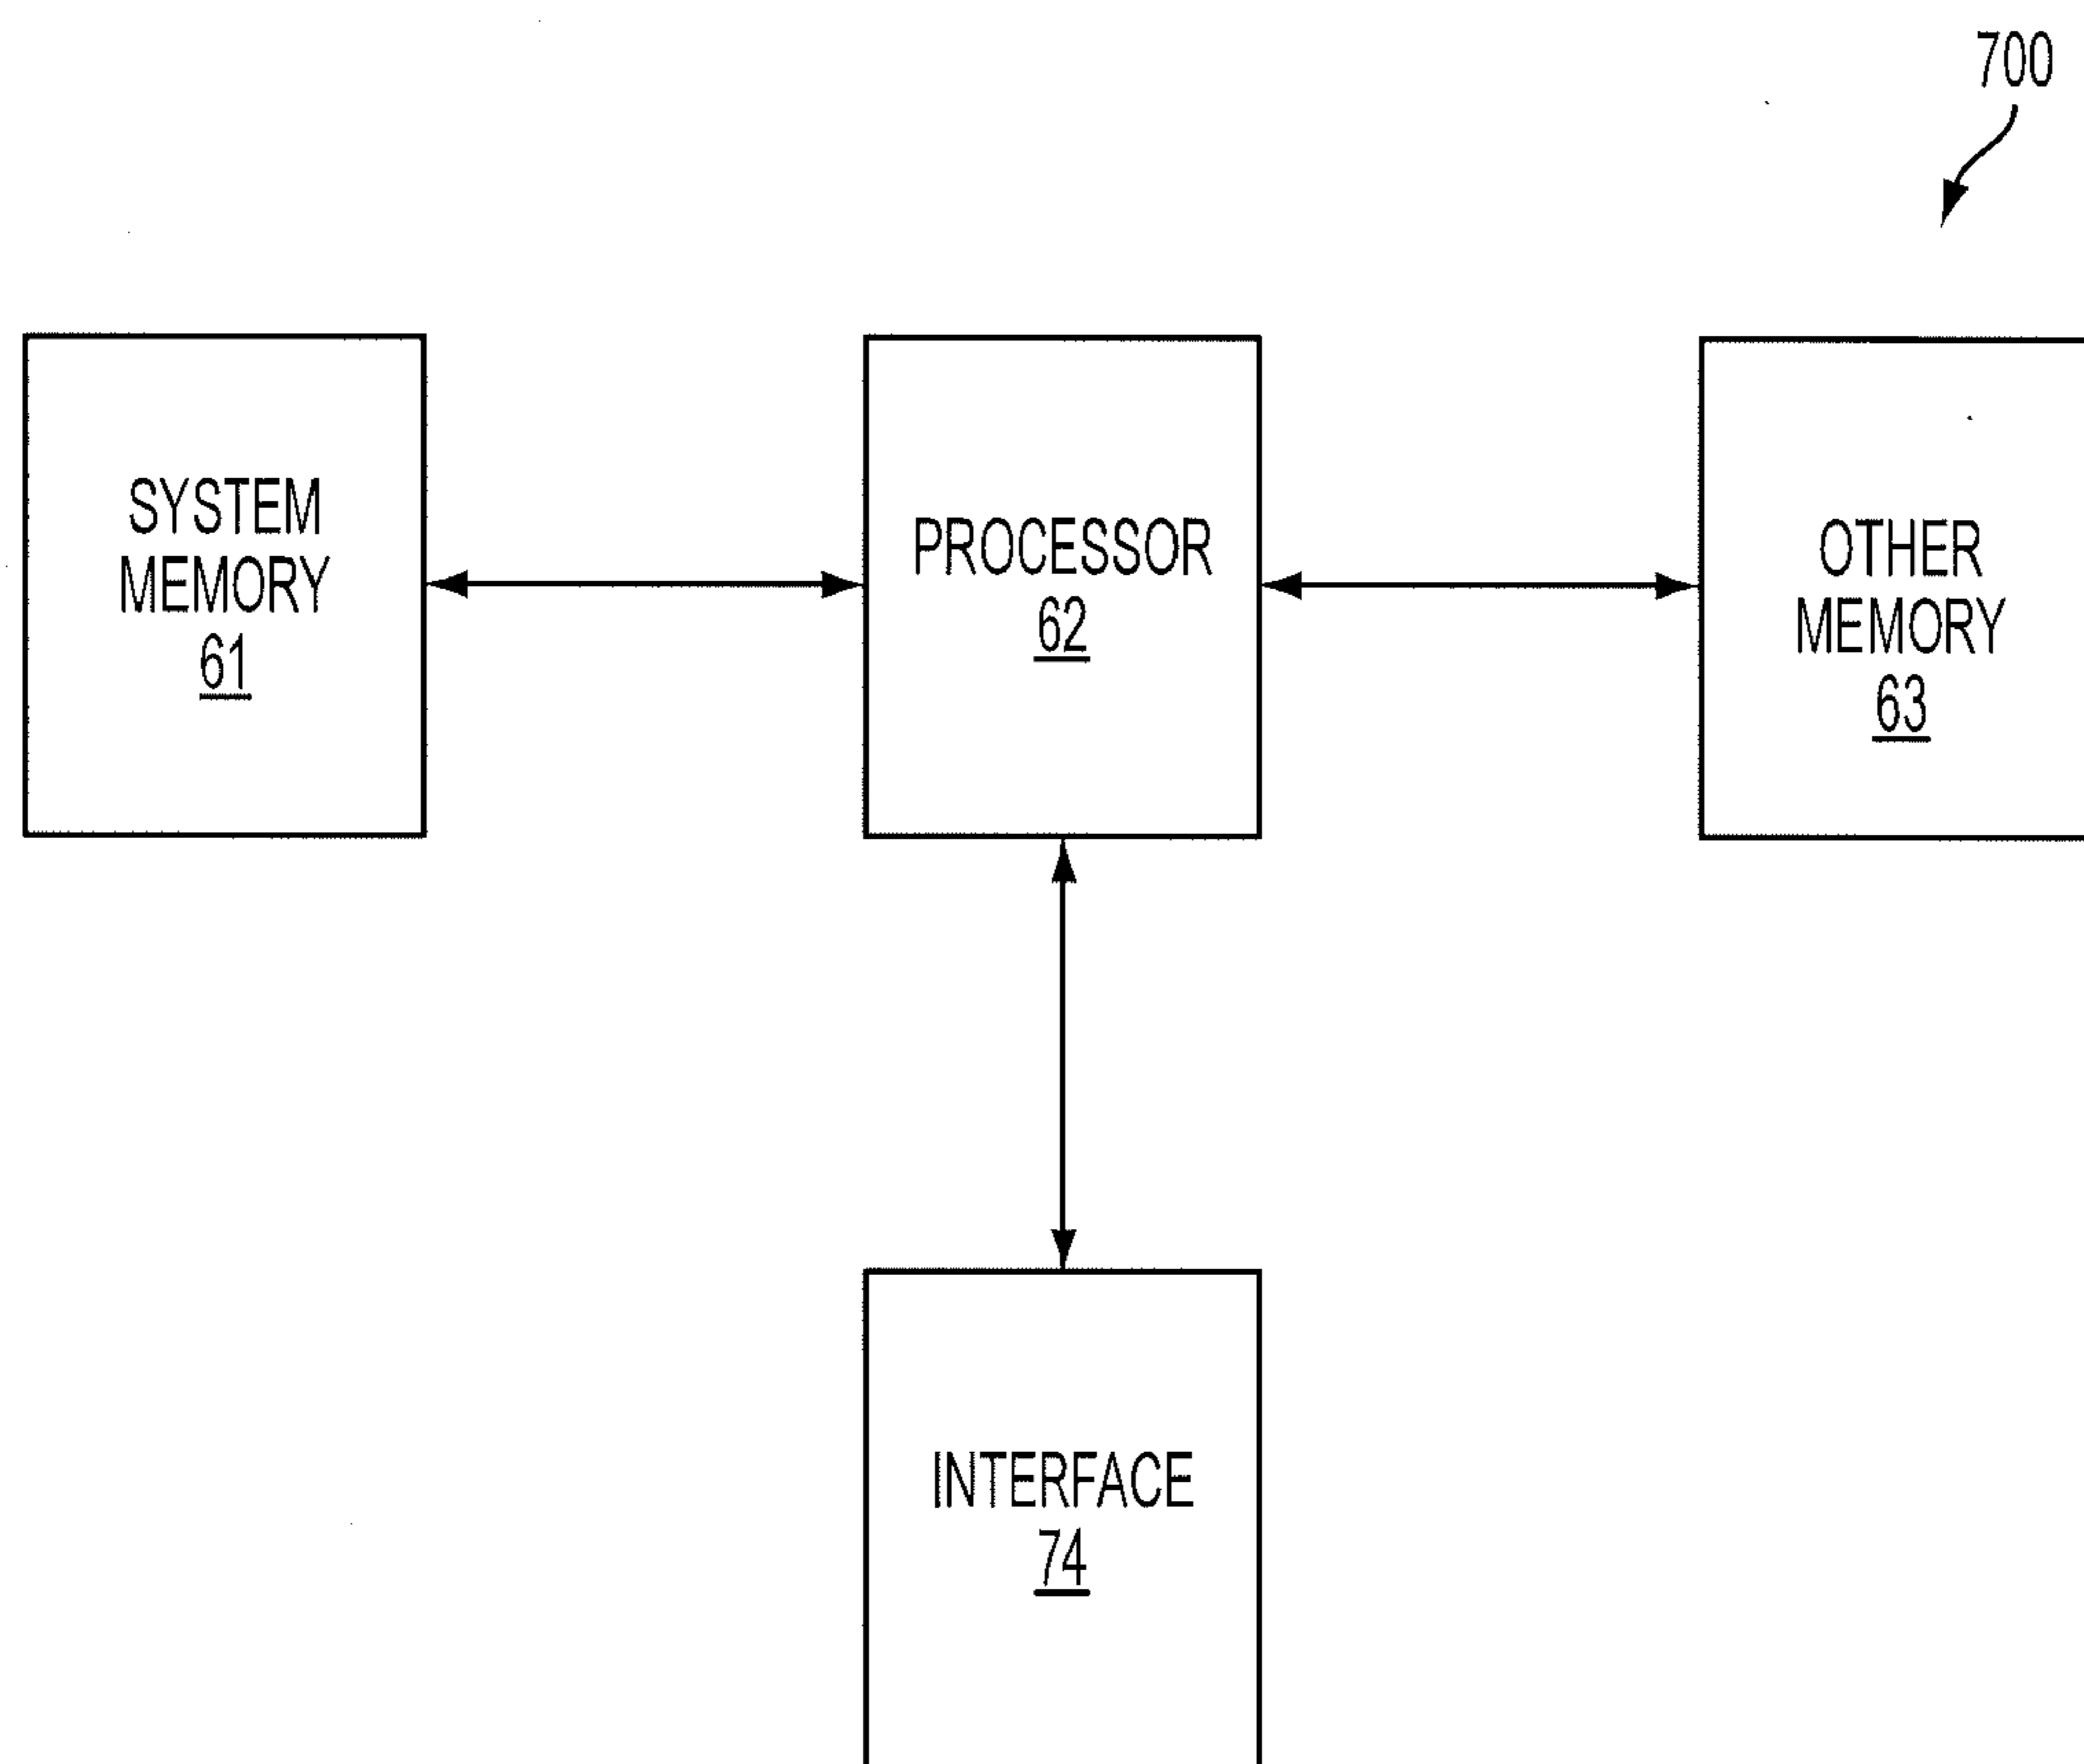 700
SYSTEM
MEMORY
61
PROCESSOR
62
OTHER
MEMORY
63
INTERFACE
74